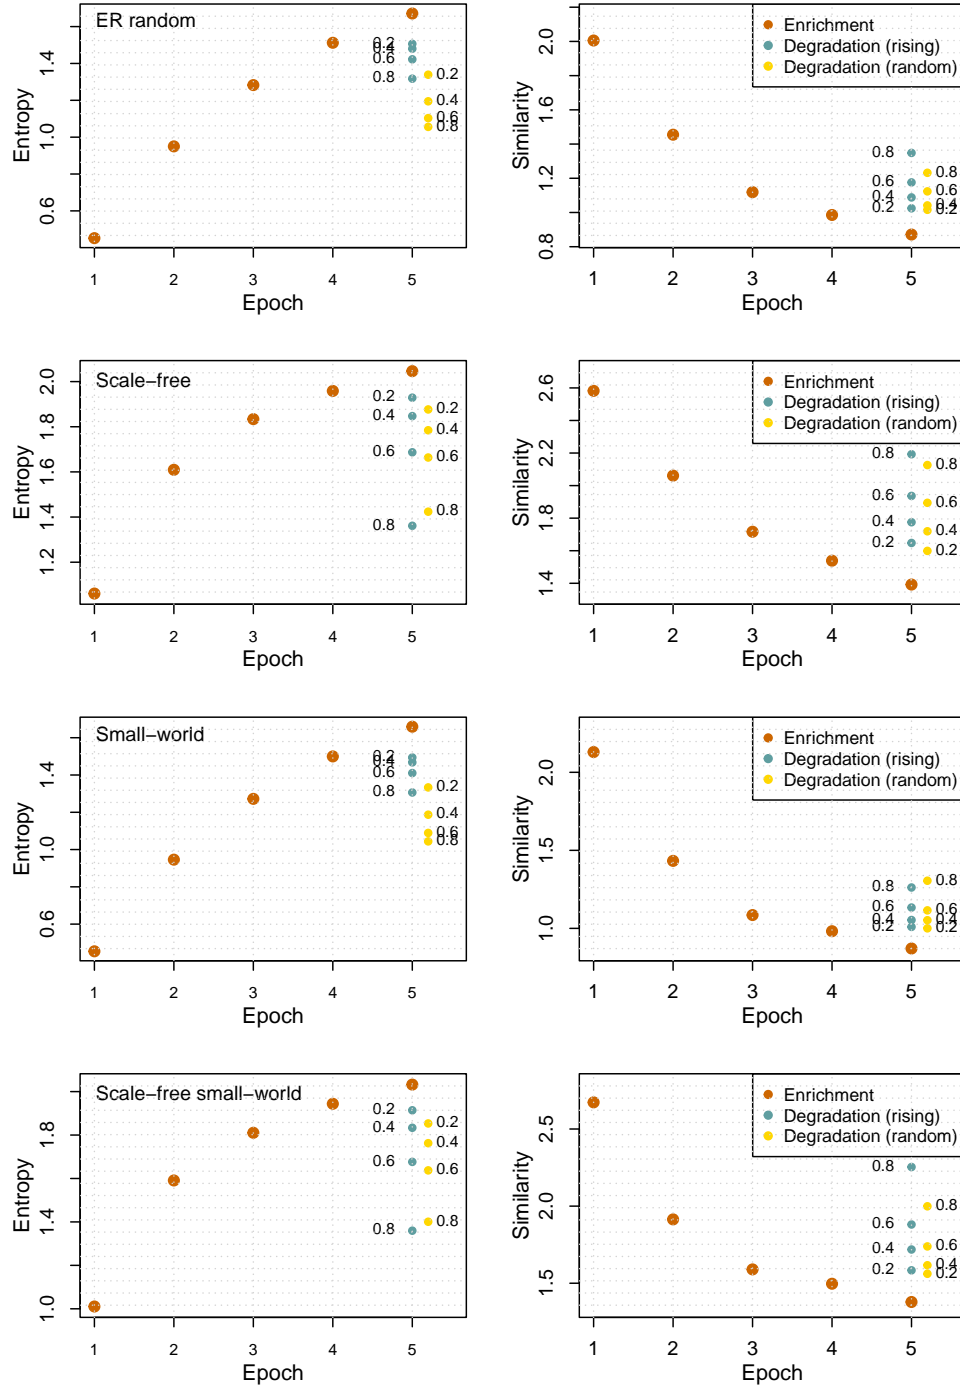 ER random
Entropy
0.6 1.0 1.4
0.2
0.4
0.6
0.8
0.2
0.4
0.6
0.8
1 2 3 4 5
Epoch
Similarity
0.8 1.2 1.6 2.0
Enrichment
Degradation (rising)
Degradation (random)
0.8
0.6
0.4
0.2
0.8
0.6
0.4
0.2
1 2 3 4 5
Epoch
Scale−free
Entropy
1.2 1.4 1.6 1.8 2.0
0.2
0.4
0.6
0.8
0.2
0.4
0.6
0.8
1 2 3 4 5
Epoch
Similarity
1.4 1.8 2.2 2.6
Enrichment
Degradation (rising)
Degradation (random)
0.8
0.6
0.4
0.2
0.8
0.6
0.4
0.2
1 2 3 4 5
Epoch
Small−world
Entropy
0.6 1.0 1.4
0.2
0.4
0.6
0.8
0.2
0.4
0.6
0.8
1 2 3 4 5
Epoch
Similarity
1.0 1.5 2.0
Enrichment
Degradation (rising)
Degradation (random)
0.8
0.6
0.4
0.2
0.8
0.6
0.4
0.2
1 2 3 4 5
Epoch
Scale−free small−world
Entropy
1.0 1.4 1.8
0.2
0.4
0.6
0.8
0.2
0.4
0.6
0.8
1 2 3 4 5
Epoch
Similarity
1.5 2.0 2.5
Enrichment
Degradation (rising)
Degradation (random)
0.8
0.6
0.4
0.2
0.8
0.6
0.4
0.2
1 2 3 4 5
Epoch